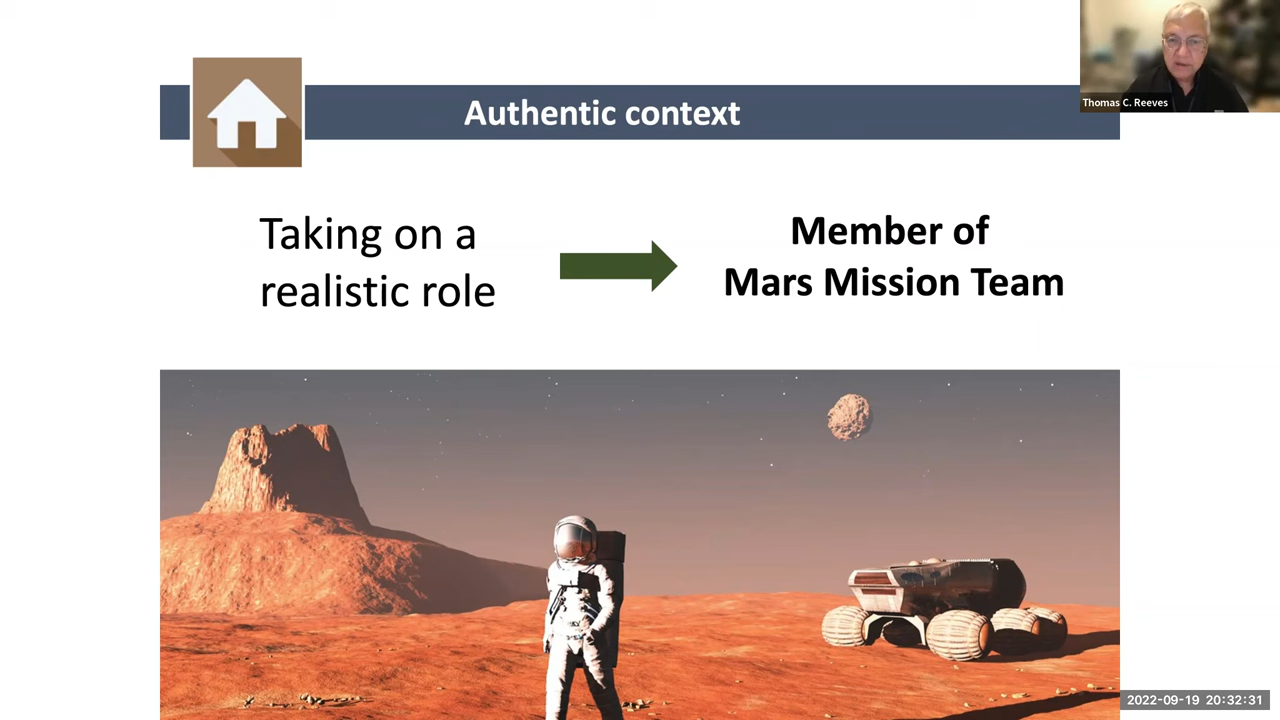 Authentic context
Thomas C. Reeves
Taking on a
realistic role
Member of
Mars Mission Team
2022-09-19 20:32:31